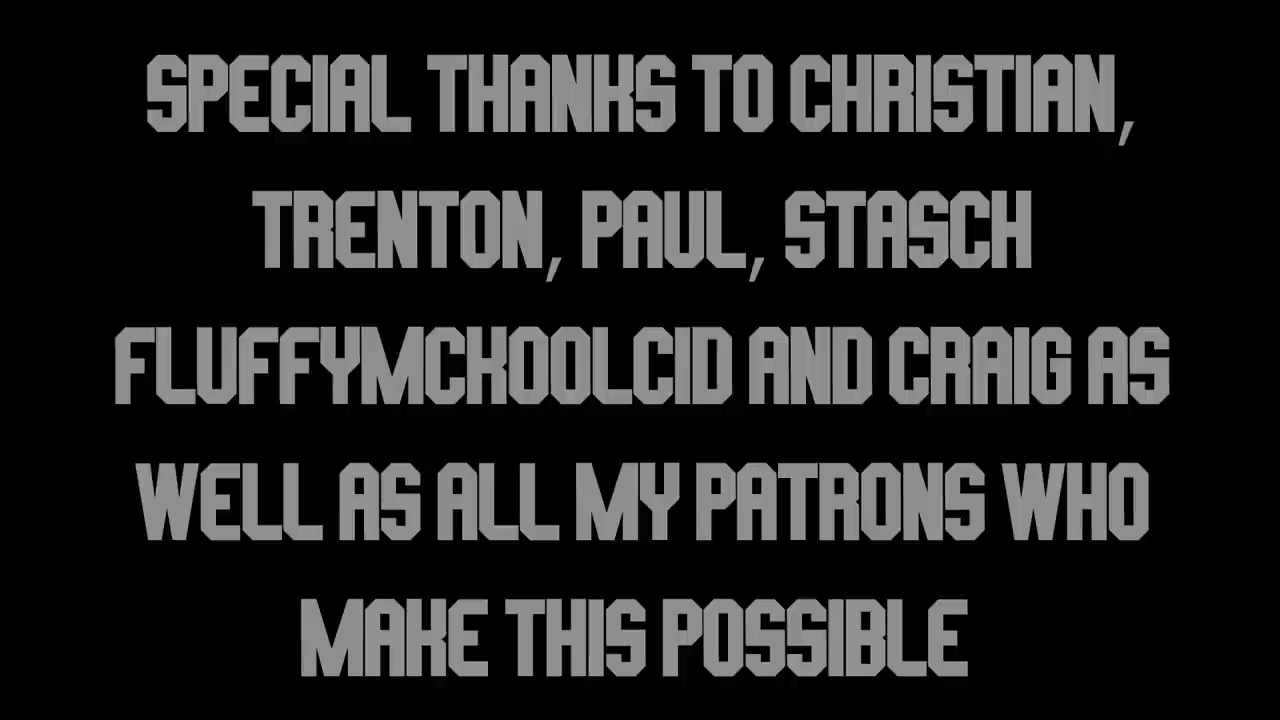 SPECIAL THANKS TO CHRISTIAN,
TRENTON, PAUL, STASCH
FLUFFYMCKOOLCID AND CRAIG AS
WELL AS ALL MY PATRONS WHO
MAKE THIS POSSIBLE